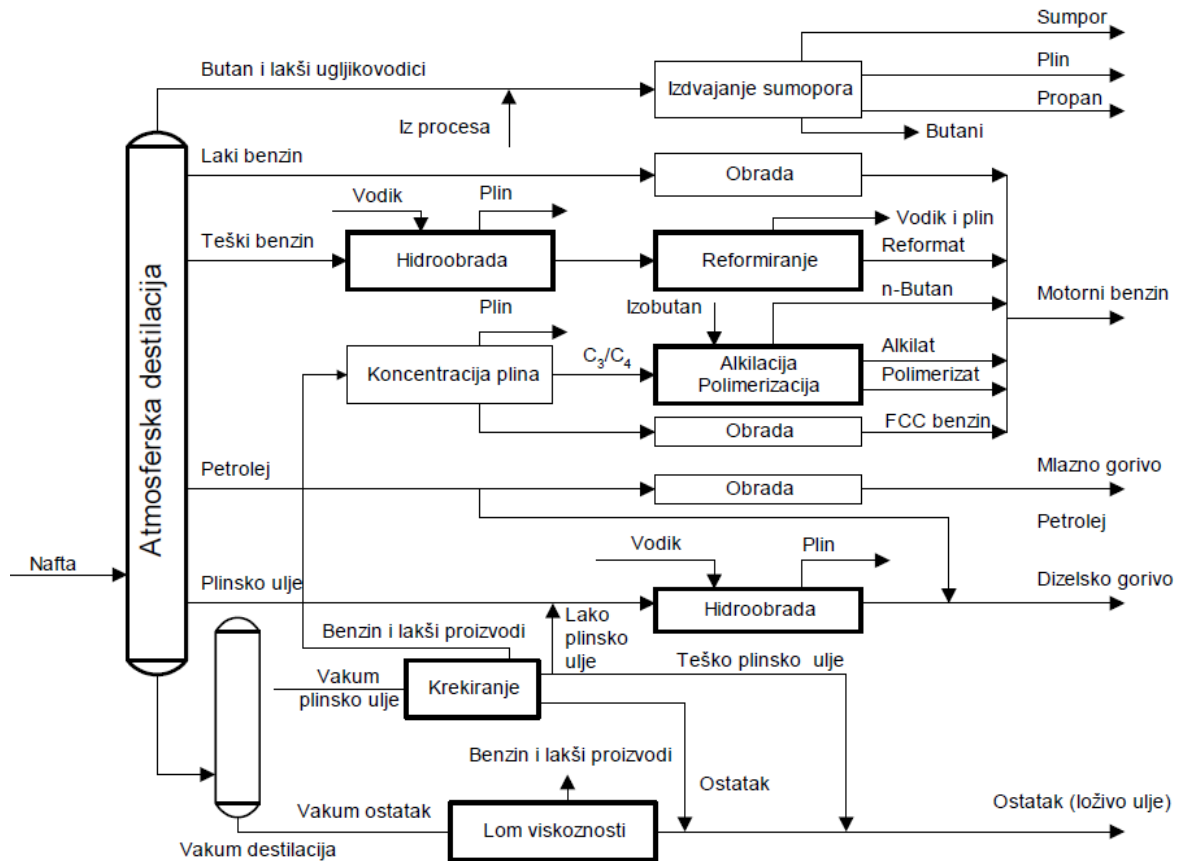 Sumpor
Butan i lakši ugljikovodici
Izdvajanje sumopora
Plin
Propan
Iz procesa
Butani
Laki benzin
Obrada
Vodik
Plin
Vodik i plin
Teški benzin
Hidroobrada
Reformiranje
Reformat
n-Butan
Izobutan
Motorni benzin
Plin
C₃/C₄
Koncentracija plina
Alkilacija
Polimerizacija
Alkilat
Polimerizat
Obrada
FCC benzin
Atmosferska destilacija
Petrolej
Obrada
Mlazno gorivo
Petrolej
Nafta
Vodik
Plin
Plinsko ulje
Hidroobrada
Dizelsko gorivo
Benzin i lakši proizvodi
Lako
plinsko
ulje
Teško plinsko ulje
Vakum
plinsko ulje
Krekiranje
Benzin i lakši proizvodi
Ostatak
Vakum ostatak
Lom viskoznosti
Ostatak (loživo ulje)
Vakum destilacija